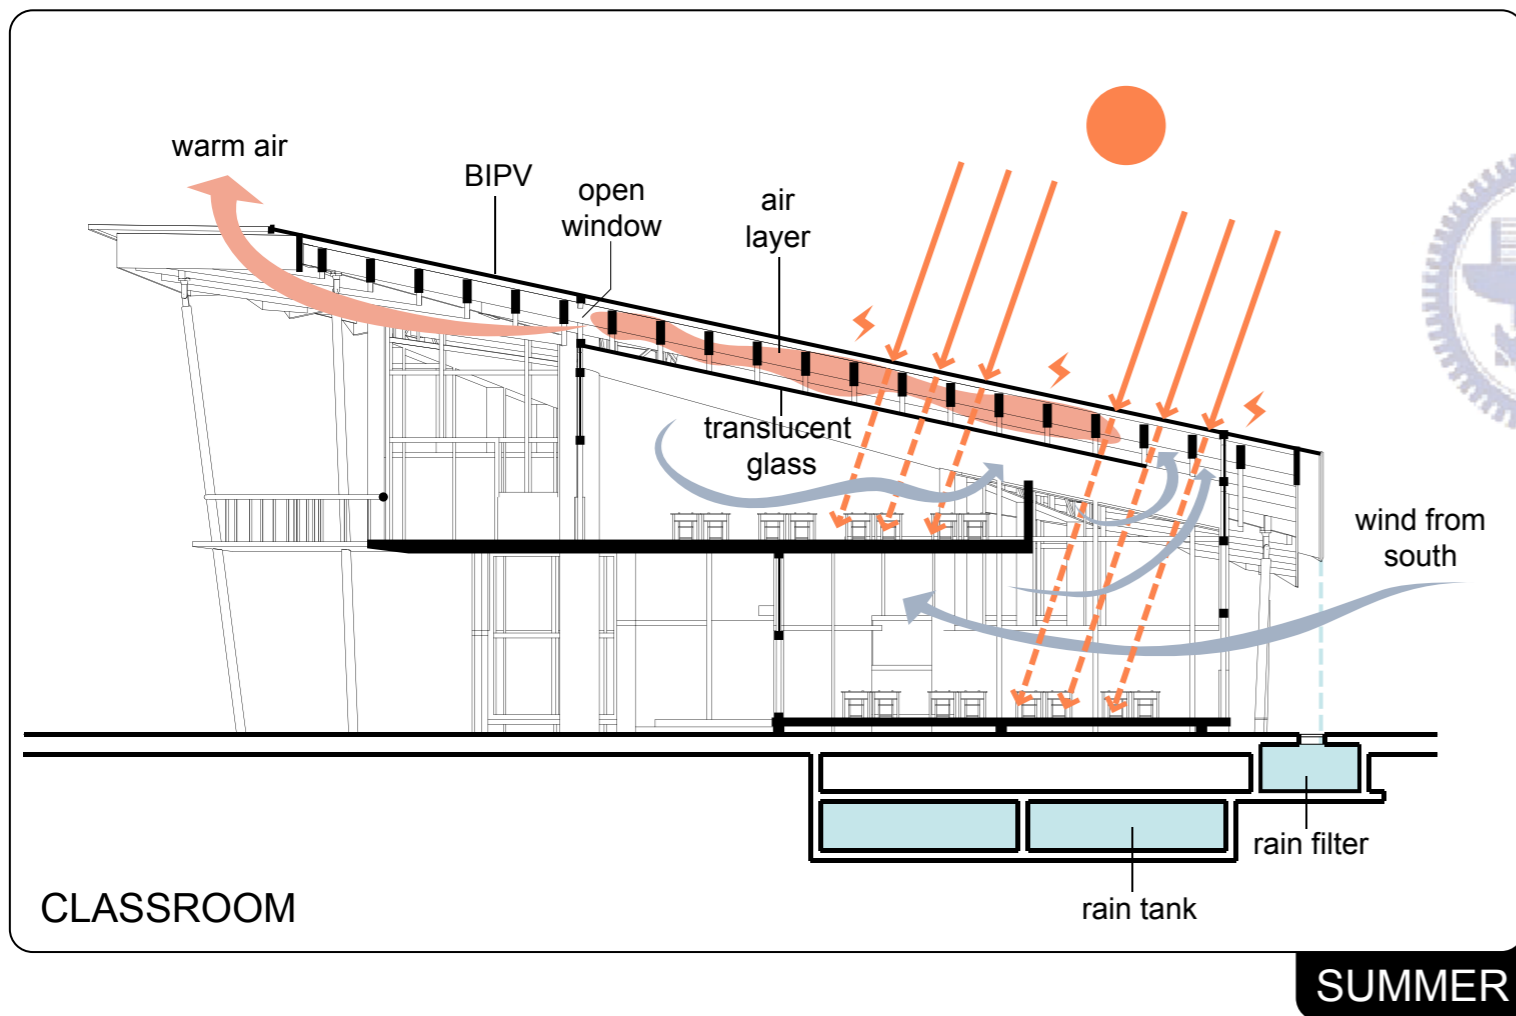 warm air
BIPV
open
window
air
layer
translucent
glass
wind from
south
rain filter
rain tank
CLASSROOM
SUMMER